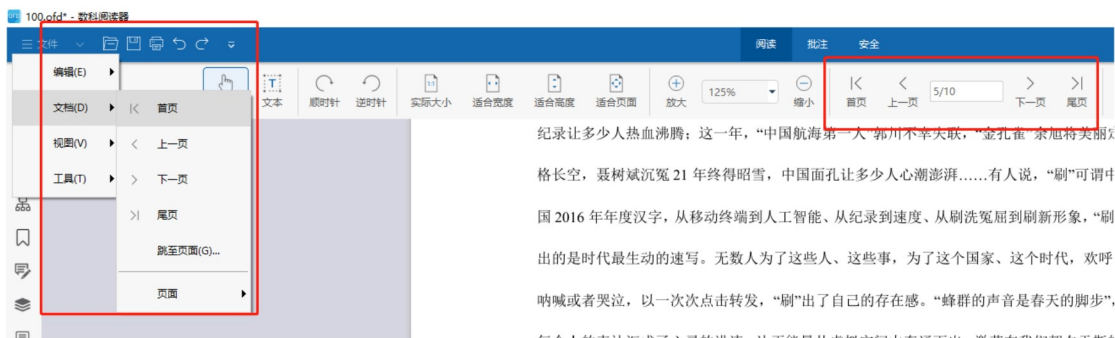 100.ofd* - 数科阅读器
文件
阅读 批注 安全
编辑(E)
文档(D)
视图(V)
工具(T)
首页
上一页
下一页
尾页
跳至页面(G)...
页面
文本 顺时针 逆时针 实际大小 适合宽度 适合高度 适合页面 放大 125% 缩小 首页 上一页 5/10 下一页 尾页
纪录让多少人热血沸腾；这一年，“中国航海第一人”郭川不幸失联，“金孔雀”余旭将美丽定
格长空，聂树斌沉冤 21 年终得昭雪，中国面孔让多少人心潮澎湃……有人说，“刷”可谓中
国 2016 年年度汉字，从移动终端到人工智能、从纪录到速度、从刷洗冤屈到刷新形象，“刷
出的是时代最生动的速写。无数人为了这些人、这些事，为了这个国家、这个时代，欢呼
呐喊或者哭泣，以一次次点击转发，“刷”出了自己的存在感。“蜂群的声音是春天的脚步”，